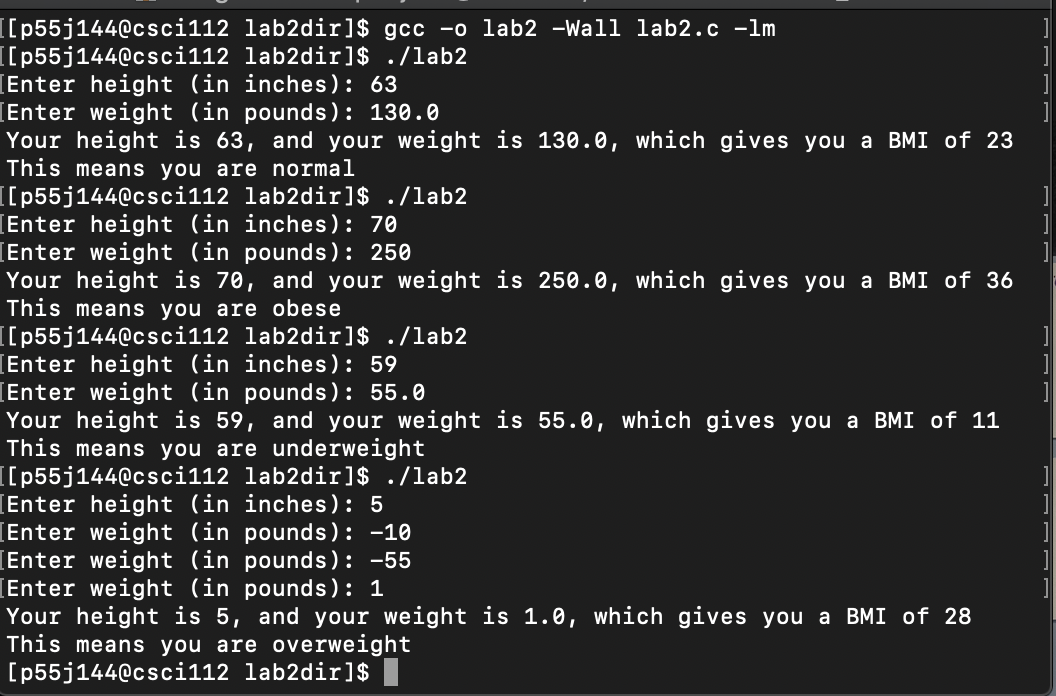 [[p55j144@csci112 lab2dir]$ gcc -o lab2 -Wall lab2.c -lm ]
[[p55j144@csci112 lab2dir]$ ./lab2 ]
[Enter height (in inches): 63 ]
[Enter weight (in pounds): 130.0 ]
Your height is 63, and your weight is 130.0, which gives you a BMI of 23
This means you are normal
[[p55j144@csci112 lab2dir]$ ./lab2 ]
[Enter height (in inches): 70 ]
[Enter weight (in pounds): 250 ]
Your height is 70, and your weight is 250.0, which gives you a BMI of 36
This means you are obese
[[p55j144@csci112 lab2dir]$ ./lab2 ]
[Enter height (in inches): 59 ]
[Enter weight (in pounds): 55.0 ]
Your height is 59, and your weight is 55.0, which gives you a BMI of 11
This means you are underweight
[[p55j144@csci112 lab2dir]$ ./lab2 ]
[Enter height (in inches): 5 ]
[Enter weight (in pounds): -10 ]
[Enter weight (in pounds): -55 ]
[Enter weight (in pounds): 1 ]
Your height is 5, and your weight is 1.0, which gives you a BMI of 28
This means you are overweight
[p55j144@csci112 lab2dir]$